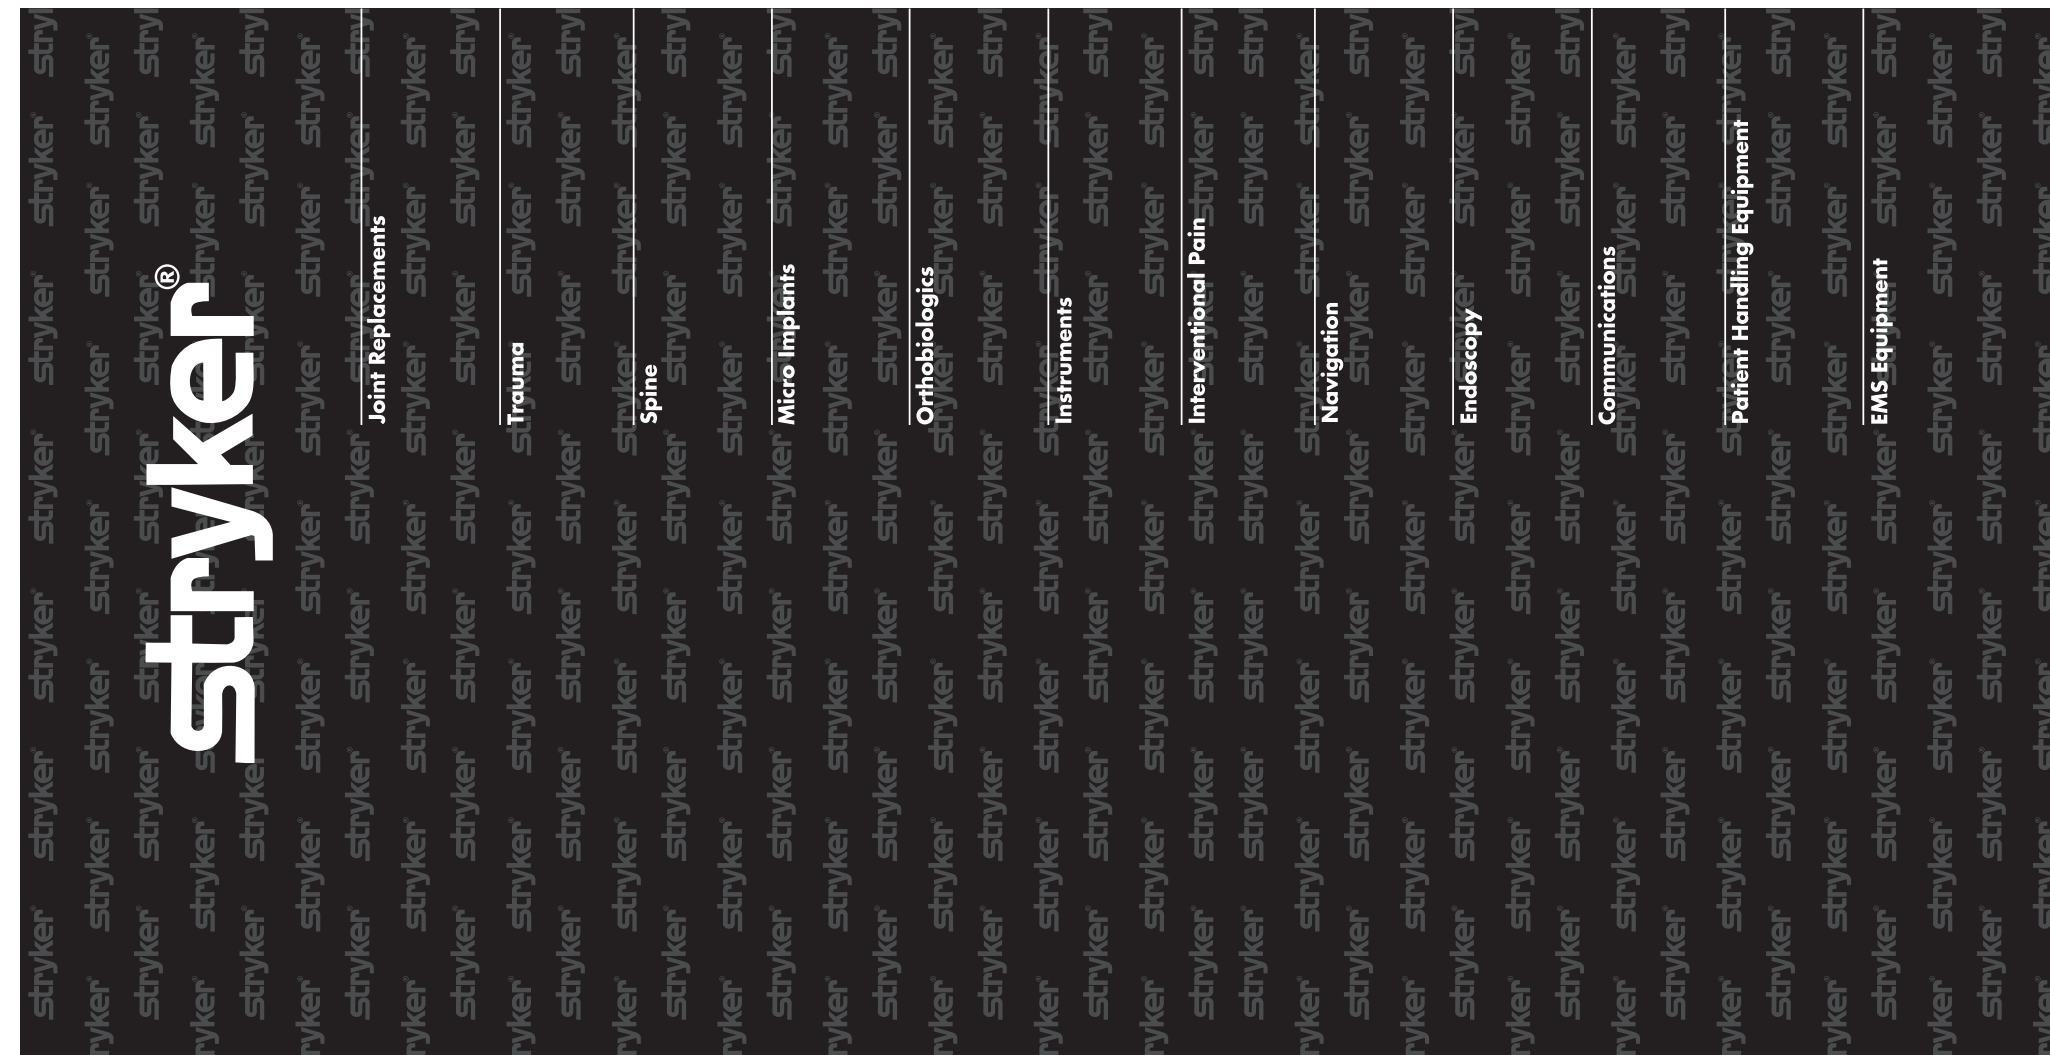 stryker®
Joint Replacements
Trauma
Spine
Micro Implants
Orthobiologics
Instruments
Interventional Pain
Navigation
Endoscopy
Communications
Patient Handling Equipment
EMS Equipment